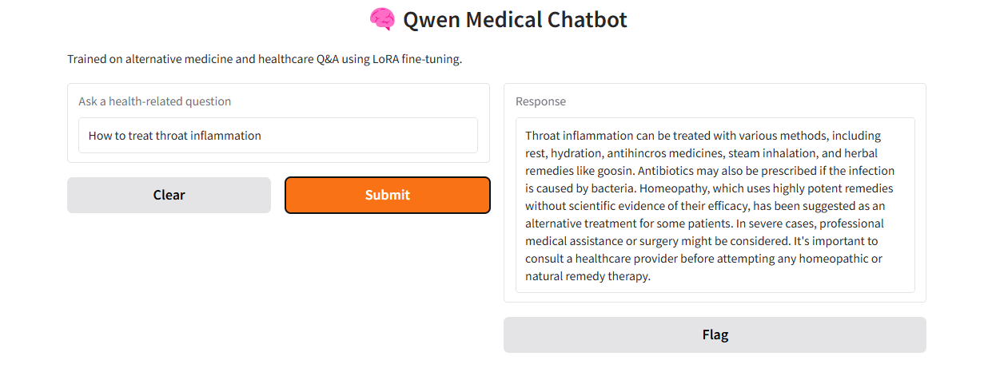 🧠 Qwen Medical Chatbot
Trained on alternative medicine and healthcare Q&A using LoRA fine-tuning.
Ask a health-related question
How to treat throat inflammation
Clear
Submit
Response
Throat inflammation can be treated with various methods, including
rest, hydration, antihincros medicines, steam inhalation, and herbal
remedies like goosin. Antibiotics may also be prescribed if the infection
is caused by bacteria. Homeopathy, which uses highly potent remedies
without scientific evidence of their efficacy, has been suggested as an
alternative treatment for some patients. In severe cases, professional
medical assistance or surgery might be considered. It's important to
consult a healthcare provider before attempting any homeopathic or
natural remedy therapy.
Flag